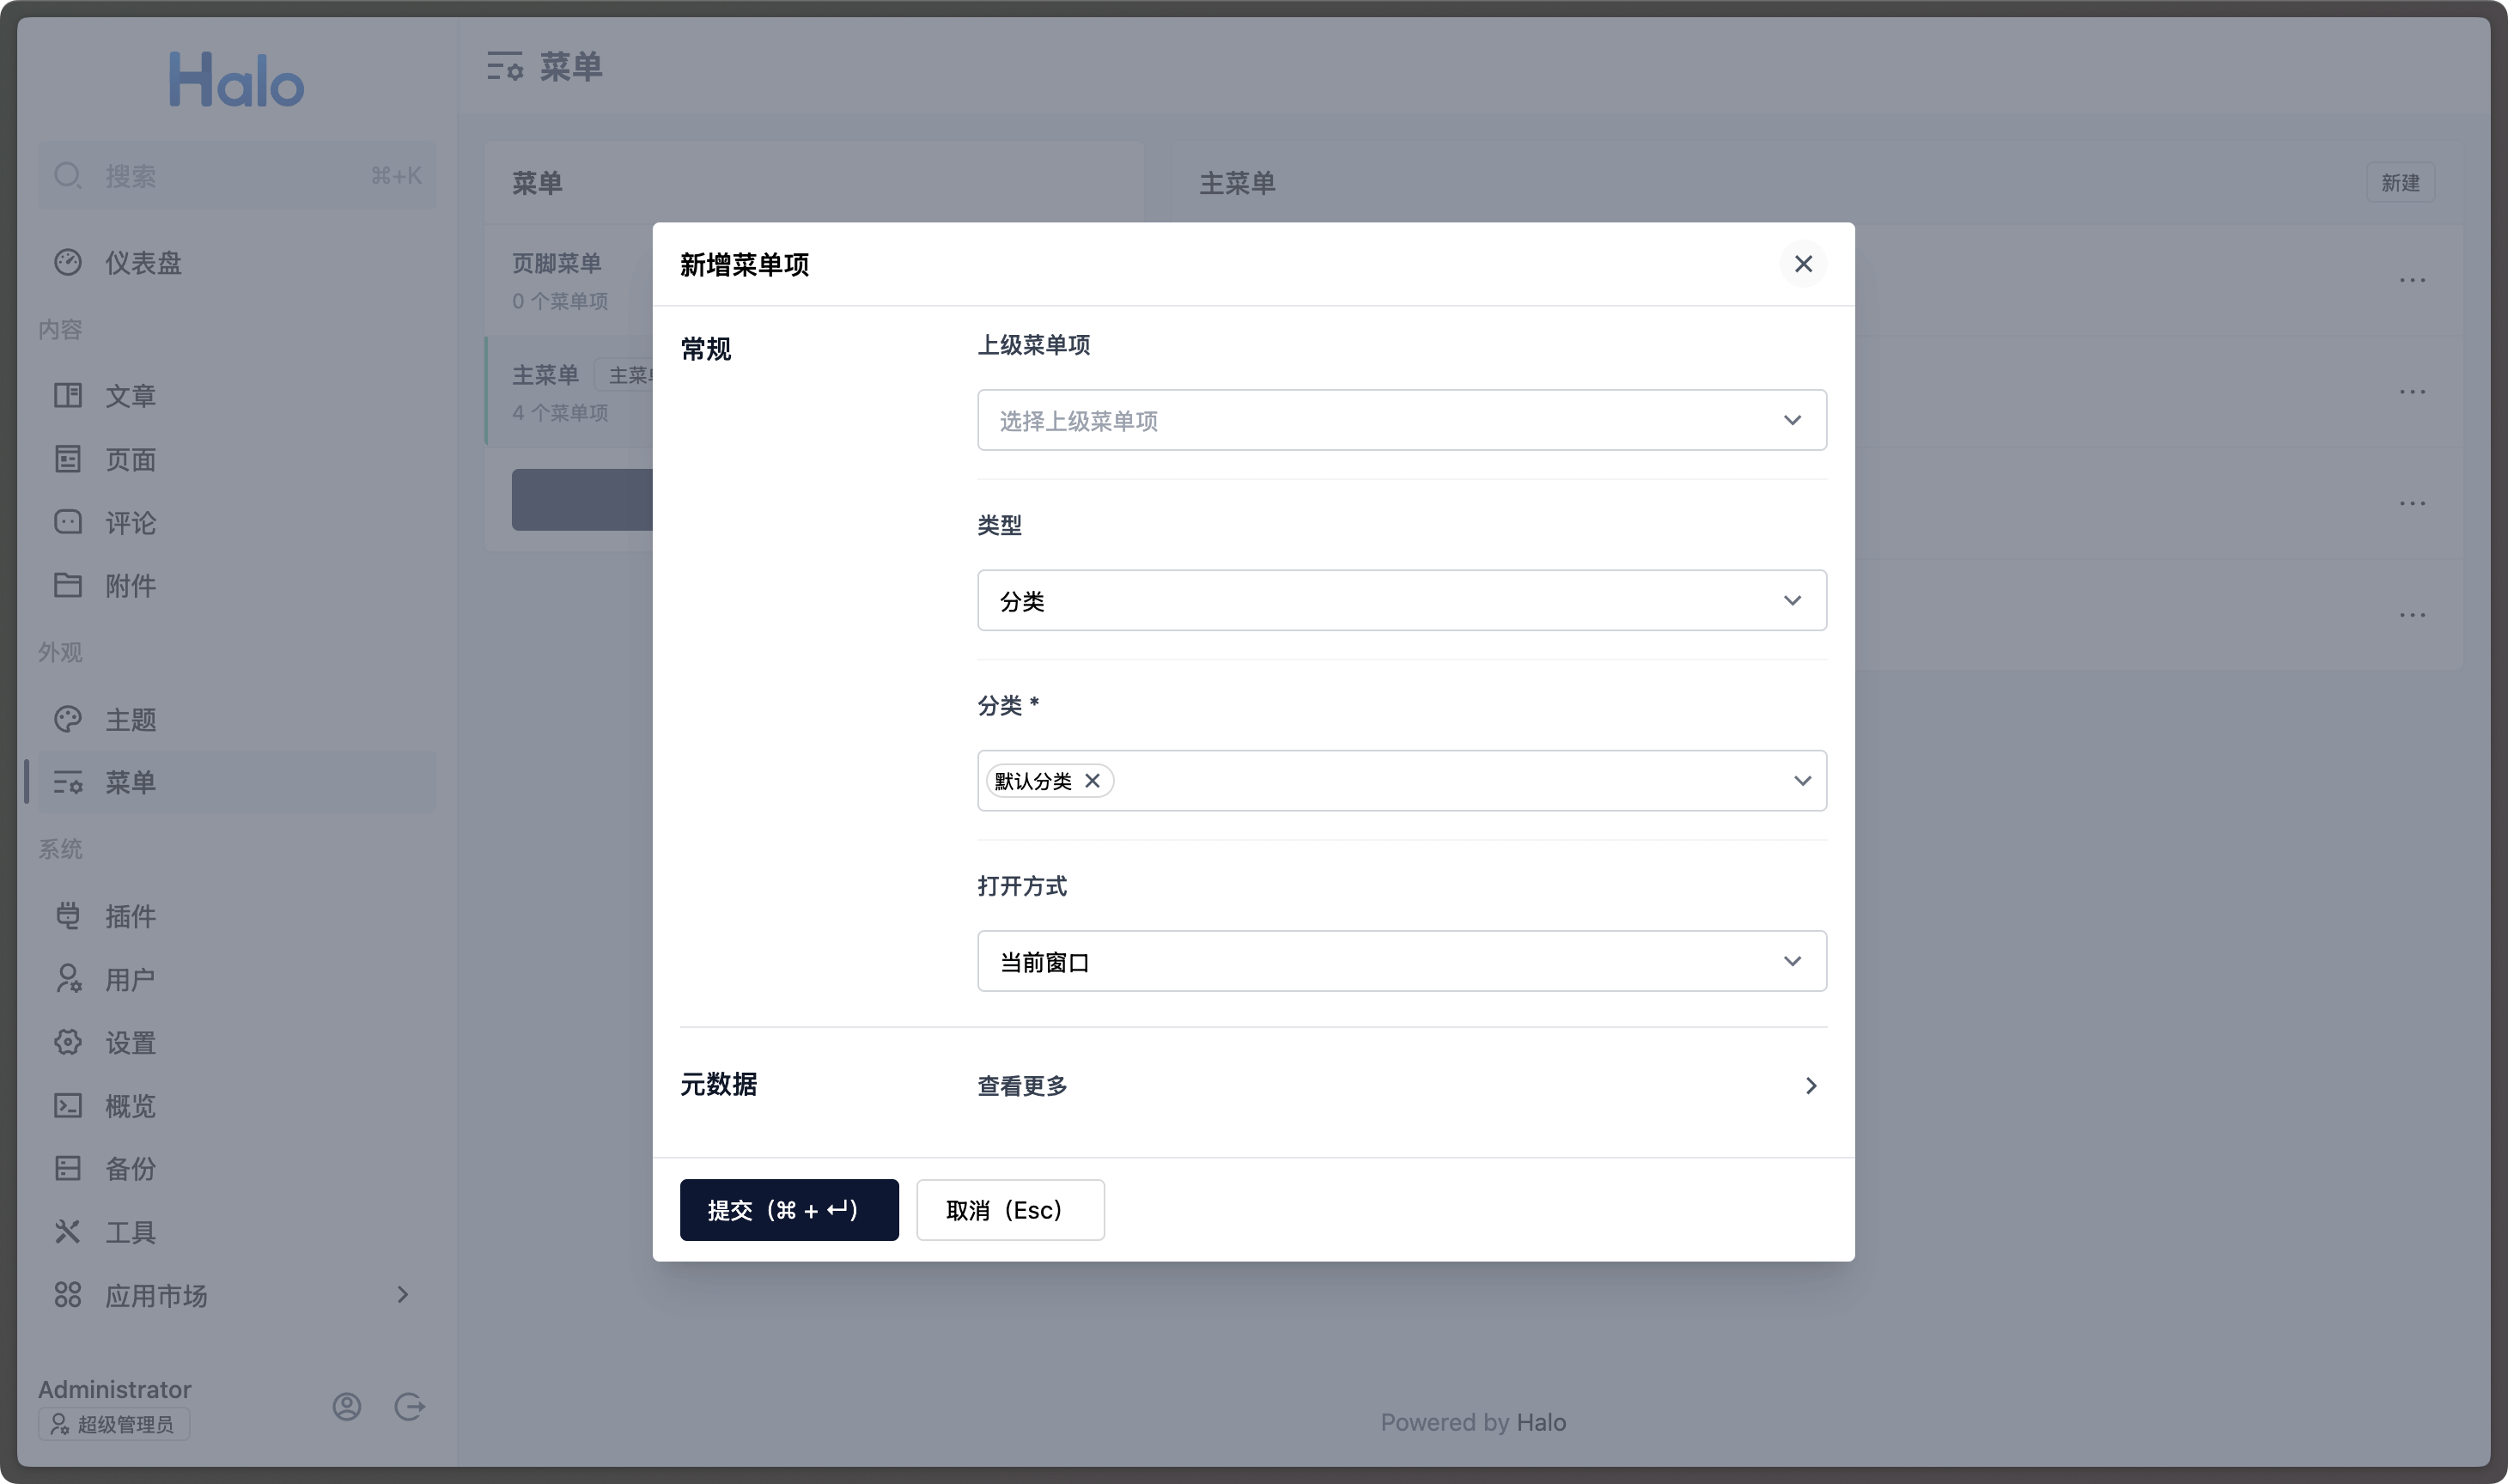 Halo
搜索 ⌘+K
仪表盘
内容
文章
页面
评论
附件
外观
主题
菜单
系统
插件
用户
设置
概览
备份
工具
应用市场
Administrator
超级管理员
菜单
菜单
页脚菜单
0 个菜单项
主菜单 主菜
4 个菜单项
主菜单
新建
新增菜单项
常规
上级菜单项
选择上级菜单项
类型
分类
分类 *
默认分类
打开方式
当前窗口
元数据
查看更多
提交（⌘ + ↵）
取消（Esc）
Powered by Halo